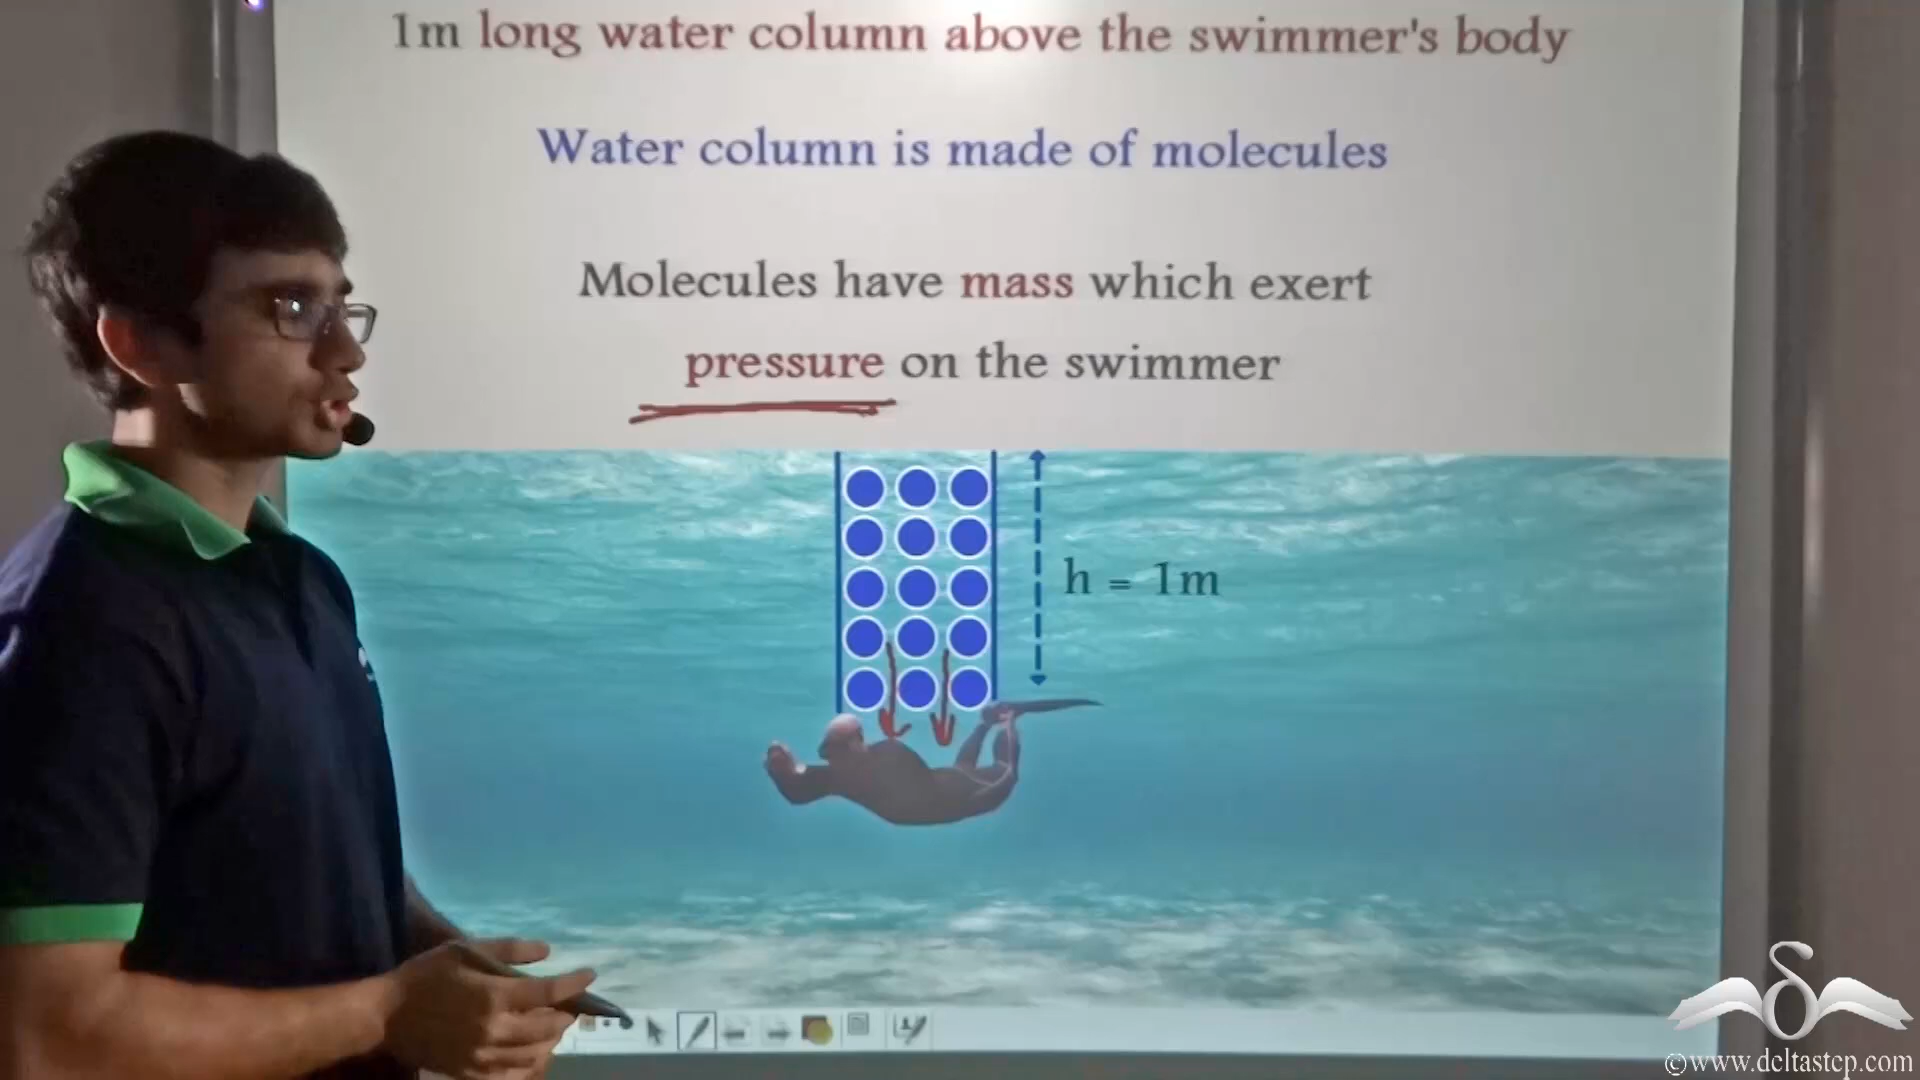 1m long water column above the swimmer's body
Water column is made of molecules
Molecules have mass which exert
pressure on the swimmer
h = 1m
©www.deltastep.com